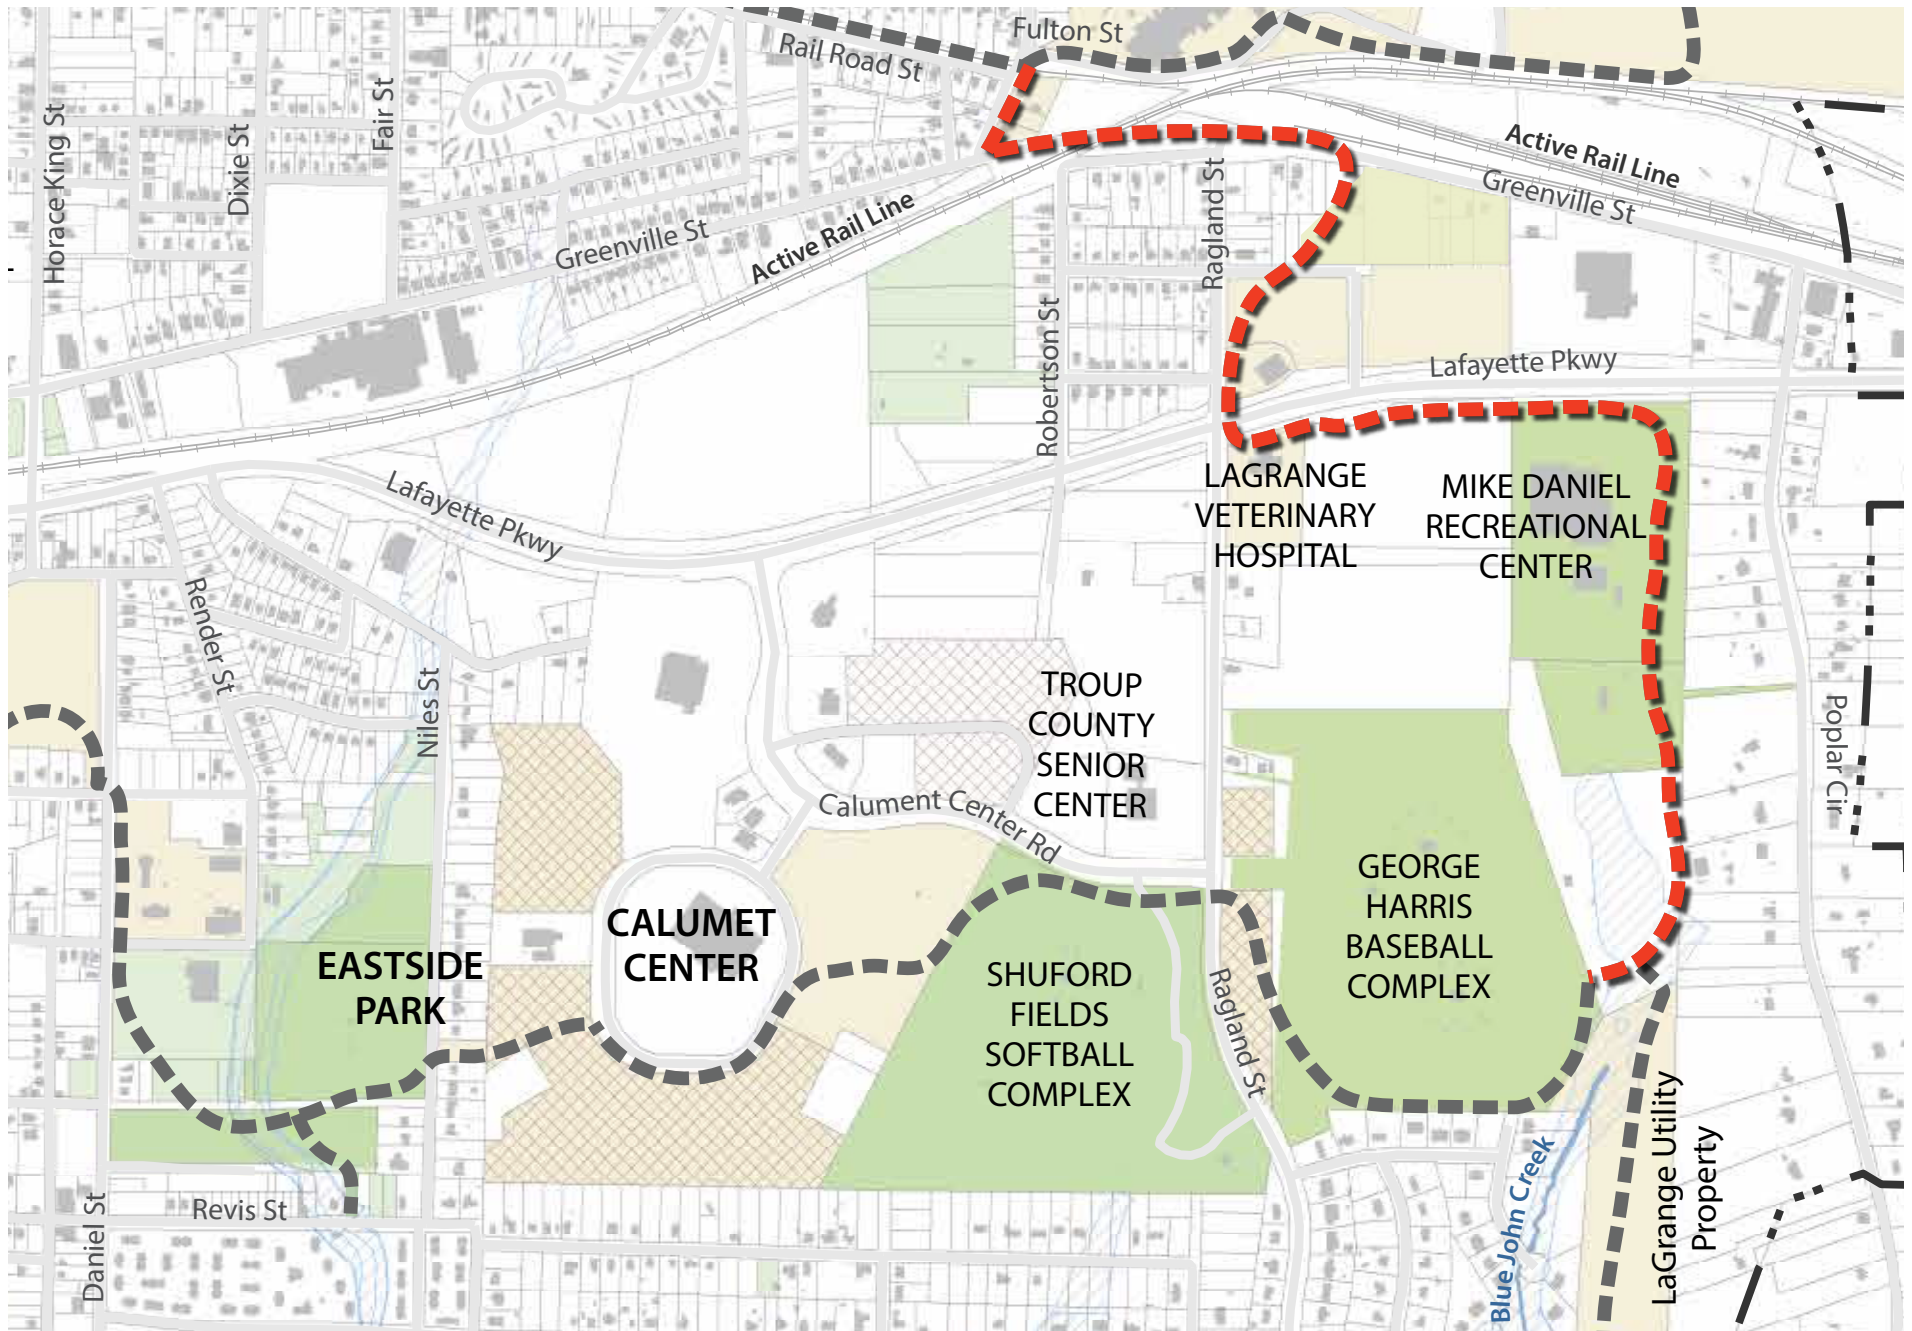 Fulton St
Rail Road St
Horace King St
Dixie St
Fair St
Active Rail Line
Greenville St
Greenville St
Active Rail Line
Ragland St
Robertson St
Lafayette Pkwy
Lafayette Pkwy
LAGRANGE
VETERINARY
HOSPITAL
MIKE DANIEL
RECREATIONAL
CENTER
Render St
Niles St
TROUP
COUNTY
SENIOR
CENTER
Poplar Cir
Calument Center Rd
GEORGE
HARRIS
BASEBALL
COMPLEX
CALUMET
CENTER
EASTSIDE
PARK
SHUFORD
FIELDS
SOFTBALL
COMPLEX
Ragland St
LaGrange Utility
Property
Blue John Creek
Revis St
Daniel St